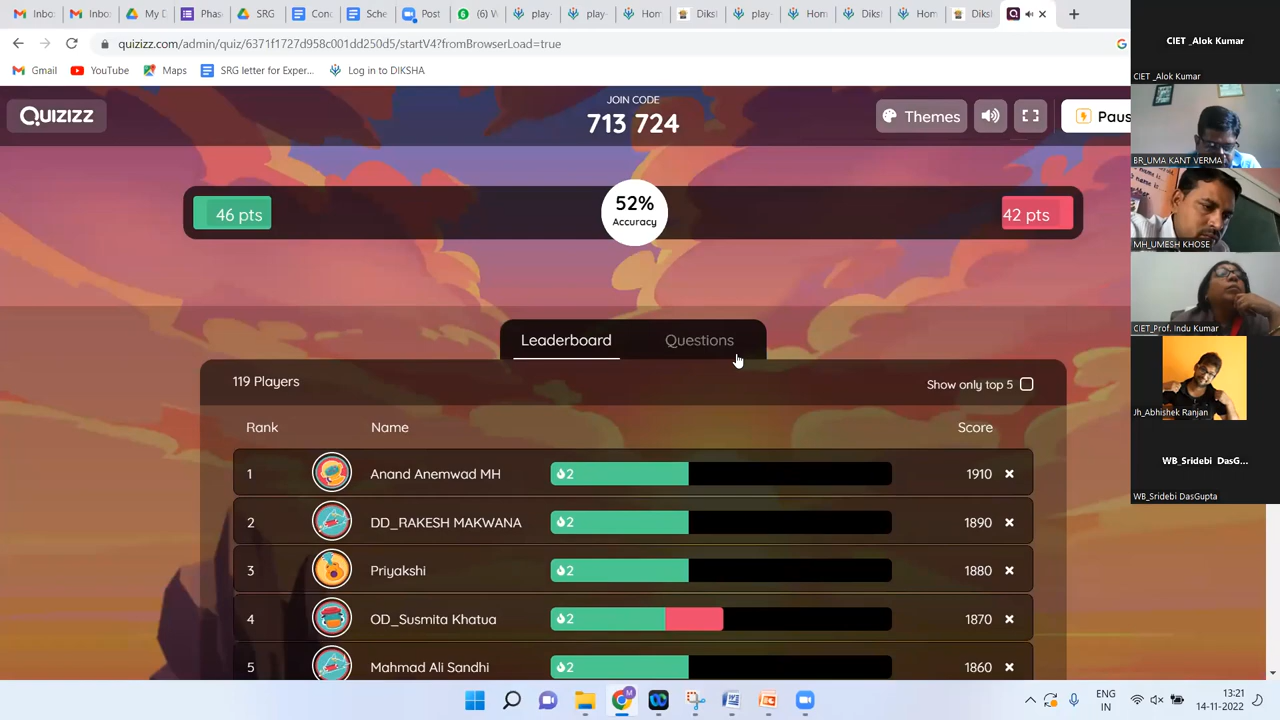 Inbo
Inbo
My D
Phas
SRG
Conc
Sche
Post
(6) W
play-
play-
Hom
Diks
play-
Hom
Diks
Hom
Diks
quizizz.com/admin/quiz/6371f1727d958c001dd250d5/startV4?fromBrowserLoad=true
Gmail
YouTube
Maps
SRG letter for Exper...
Log in to DIKSHA
QUIZIZZ
JOIN CODE
713 724
Themes
Paus
46 pts
52%
Accuracy
42 pts
Leaderboard
Questions
119 Players
Show only top 5
Rank
Name
Score
1
Anand Anemwad MH
2
1910
2
DD_RAKESH MAKWANA
2
1890
3
Priyakshi
2
1880
4
OD_Susmita Khatua
2
1870
5
Mahmad Ali Sandhi
2
1860
CIET _Alok Kumar
CIET _Alok Kumar
BR_UMA KANT VERMA
MH_UMESH KHOSE
CIET_Prof. Indu Kumar
Jh_Abhishek Ranjan
WB_Sridebi DasG...
WB_Sridebi DasGupta
ENG
IN
13:21
14-11-2022